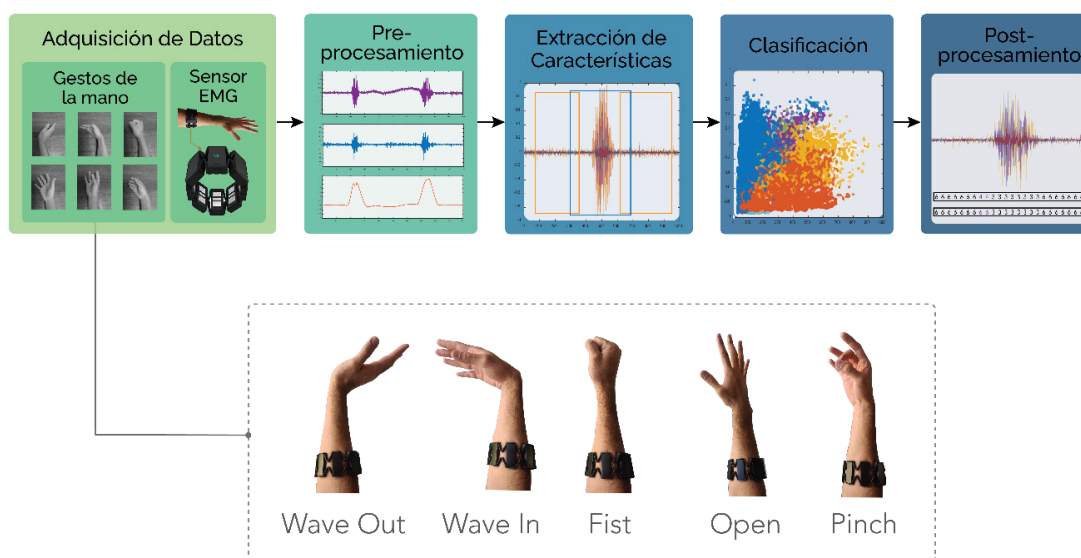 Adquisición de Datos
Gestos de
la mano
Sensor
EMG
Pre-
procesamiento
Extracción de
Características
Clasificación
Post-
procesamiento
Wave Out
Wave In
Fist
Open
Pinch